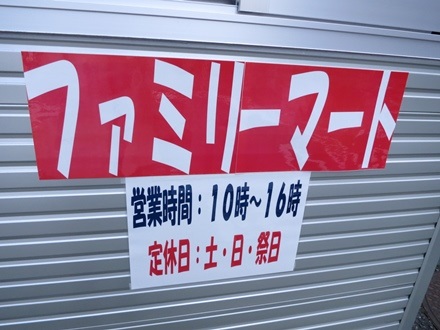 ファミリーマート
営業時間：10時～16時
定休日：土・日・祭日